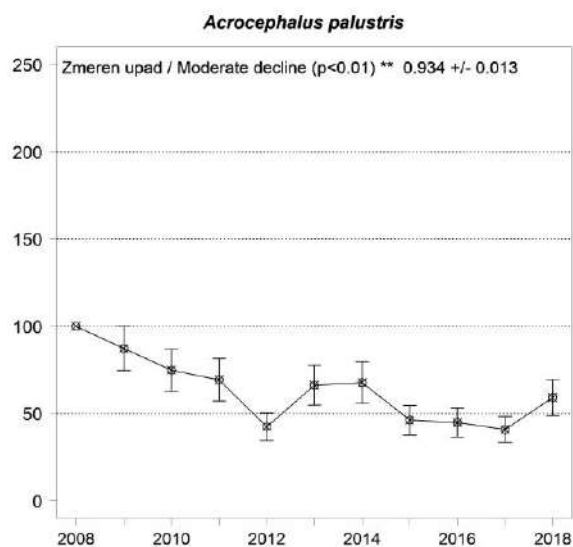 Acrocephalus palustris
Zmeren upad / Moderate decline (p<0.01) ** 0.934 +/- 0.013
250
200
150
100
50
0
2008 2010 2012 2014 2016 2018